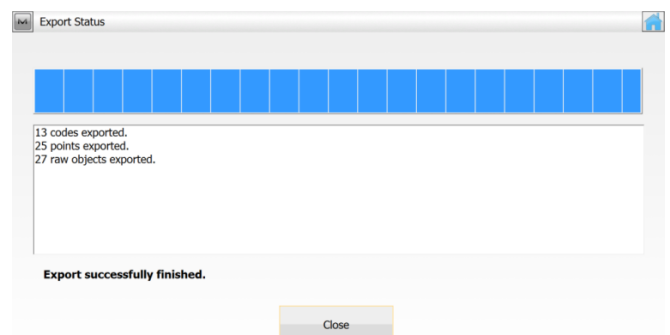 Export Status
13 codes exported.
25 points exported.
27 raw objects exported.
Export successfully finished.
Close